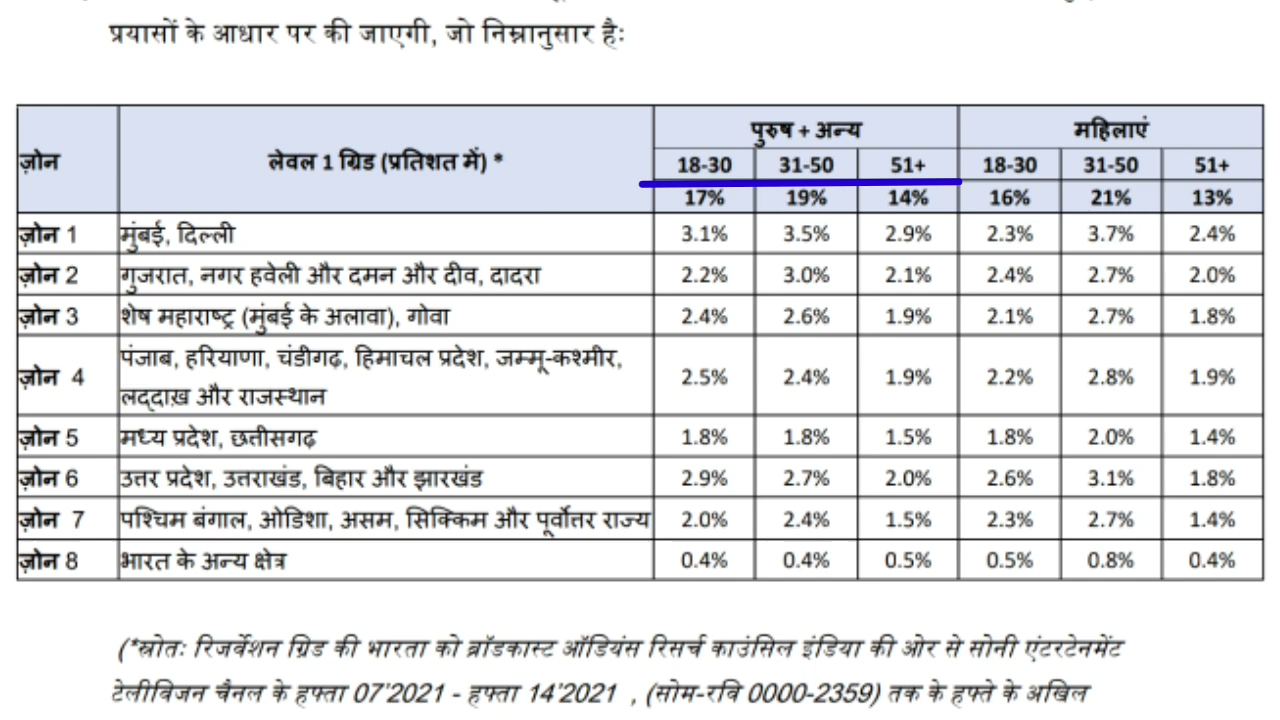 प्रयासों के आधार पर की जाएगी, जो निम्नानुसार है:
ज़ोन लेवल 1 ग्रिड (प्रतिशत में) * पुरुष + अन्य महिलाएं
18-30 31-50 51+ 18-30 31-50 51+
17% 19% 14% 16% 21% 13%
ज़ोन 1 मुंबई, दिल्ली 3.1% 3.5% 2.9% 2.3% 3.7% 2.4%
ज़ोन 2 गुजरात, नगर हवेली और दमन और दीव, दादरा 2.2% 3.0% 2.1% 2.4% 2.7% 2.0%
ज़ोन 3 शेष महाराष्ट्र (मुंबई के अलावा), गोवा 2.4% 2.6% 1.9% 2.1% 2.7% 1.8%
ज़ोन 4 पंजाब, हरियाणा, चंडीगढ़, हिमाचल प्रदेश, जम्मू-कश्मीर,
लद्दाख़ और राजस्थान 2.5% 2.4% 1.9% 2.2% 2.8% 1.9%
ज़ोन 5 मध्य प्रदेश, छत्तीसगढ़ 1.8% 1.8% 1.5% 1.8% 2.0% 1.4%
ज़ोन 6 उत्तर प्रदेश, उत्तराखंड, बिहार और झारखंड 2.9% 2.7% 2.0% 2.6% 3.1% 1.8%
ज़ोन 7 पश्चिम बंगाल, ओडिशा, असम, सिक्किम और पूर्वोत्तर राज्य 2.0% 2.4% 1.5% 2.3% 2.7% 1.4%
ज़ोन 8 भारत के अन्य क्षेत्र 0.4% 0.4% 0.5% 0.5% 0.8% 0.4%
(*स्रोत: रिजर्वेशन ग्रिड की भारता को ब्रॉडकास्ट ऑडियंस रिसर्च काउंसिल इंडिया की ओर से सोनी एंटरटेनमेंट
टेलीविजन चैनल के हफ्ता 07'2021 - हफ्ता 14'2021 , (सोम-रवि 0000-2359) तक के हफ्ते के अखिल